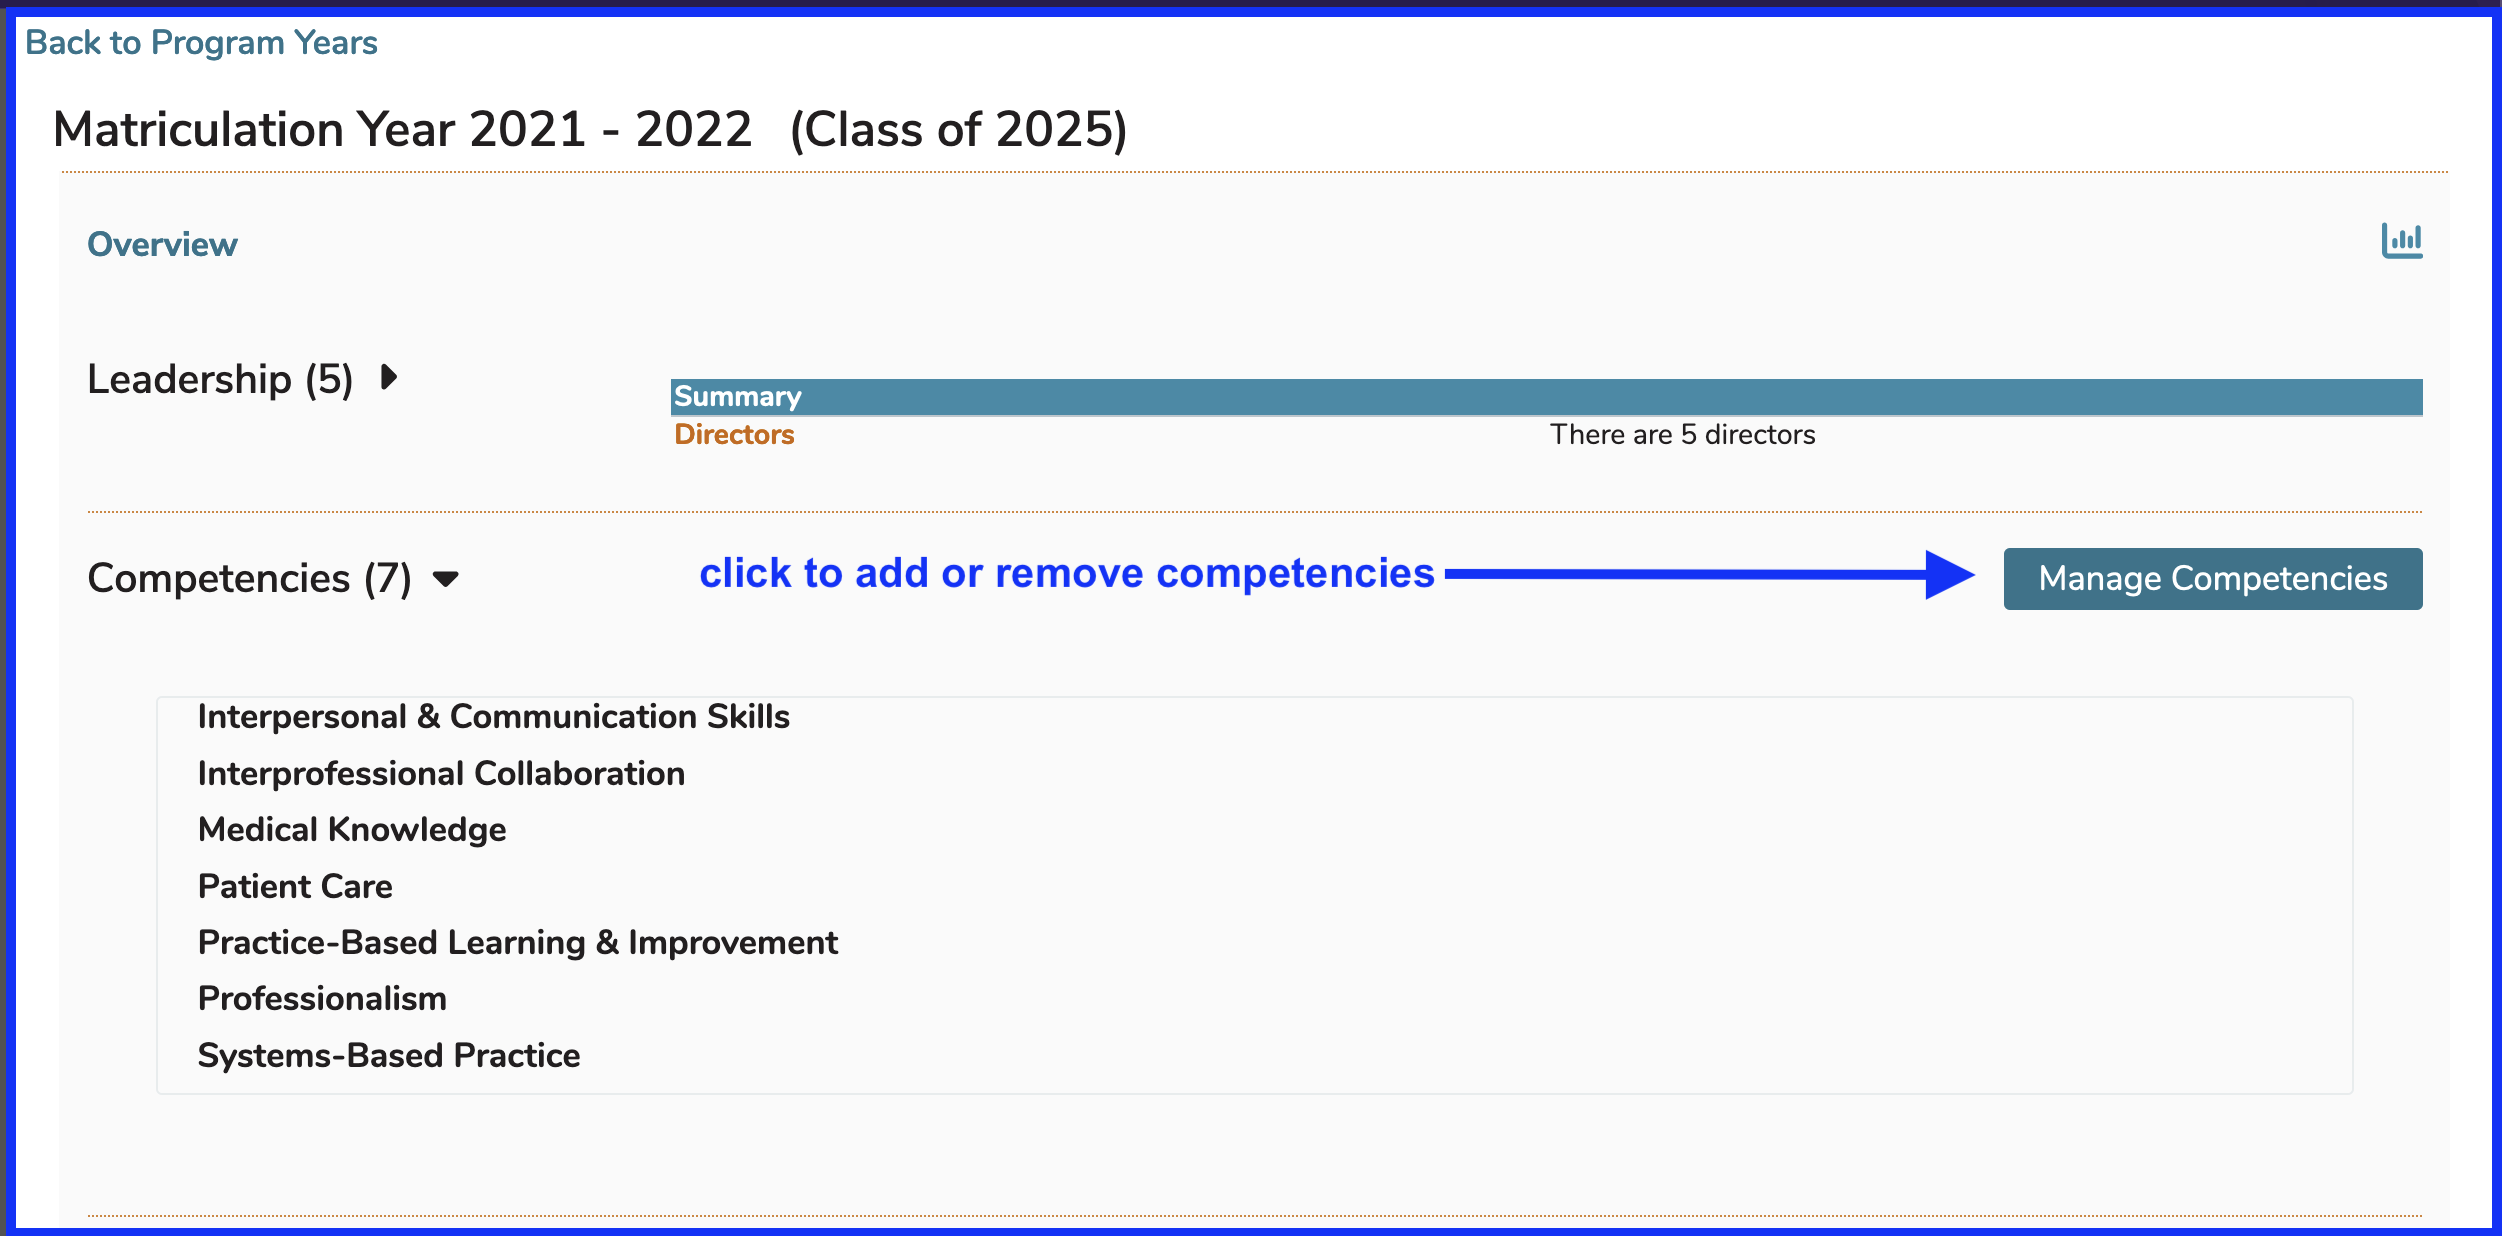 Back to Program Years
Matriculation Year 2021 - 2022 (Class of 2025)
Overview
Leadership (5)
Summary
Directors There are 5 directors
Competencies (7) click to add or remove competencies Manage Competencies
Interpersonal & Communication Skills
Interprofessional Collaboration
Medical Knowledge
Patient Care
Practice-Based Learning & Improvement
Professionalism
Systems-Based Practice